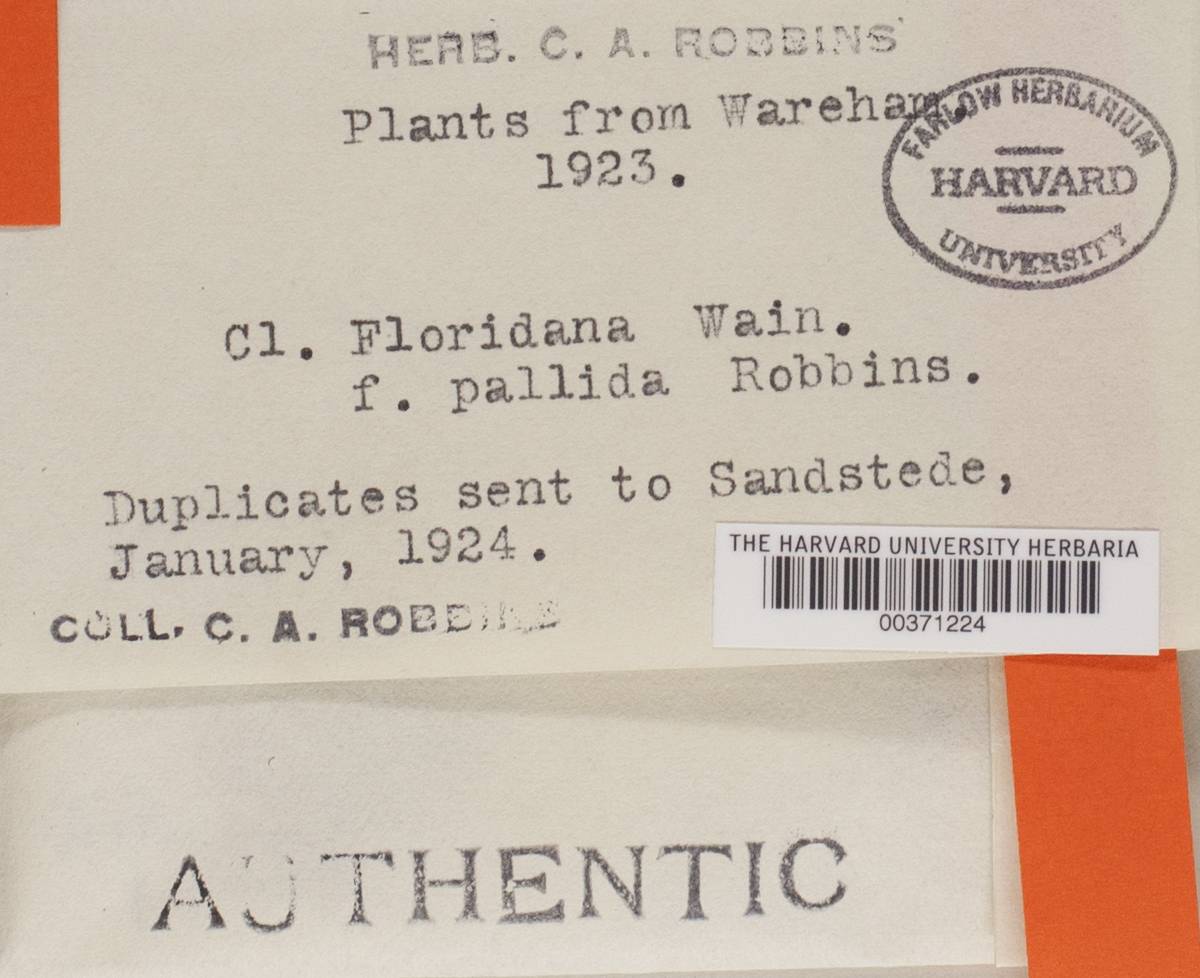 HERB. C. A. ROBBINS
Plants from Wareham.
1923.
FARLOW HERBARIUM
HARVARD
UNIVERSITY
Cl. Floridana Wain.
f. pallida Robbins.
Duplicates sent to Sandstede,
January, 1924.
COLL. C. A. ROBBINS
THE HARVARD UNIVERSITY HERBARIA
00371224
AUTHENTIC